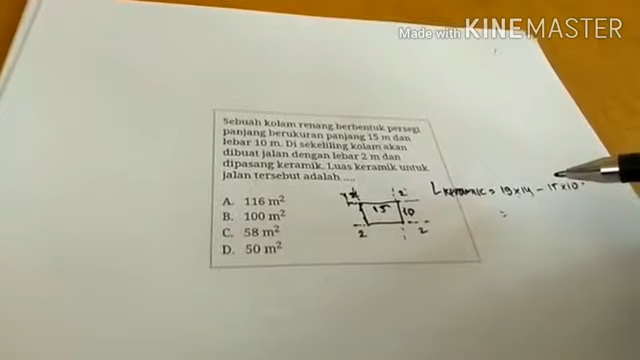 Made with KINEMASTER
Sebuah kolam renang berbentuk persegi
panjang berukuran panjang 15 m dan
lebar 10 m. Di sekeliling kolam akan
dibuat jalan dengan lebar 2 m dan
dipasang keramik. Luas keramik untuk
jalan tersebut adalah ....
A. 116 m²
B. 100 m²
C. 58 m²
D. 50 m²
2
15
10
2
2
L KERAMIK = 19 x 14 - 15 x 10
=